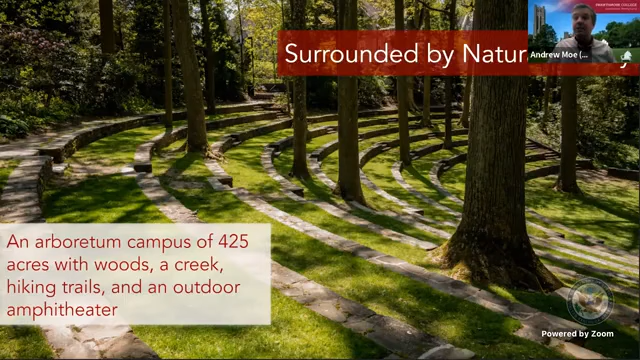 Surrounded by Natur
Andrew Moe (...
An arboretum campus of 425
acres with woods, a creek,
hiking trails, and an outdoor
amphitheater
Powered by Zoom